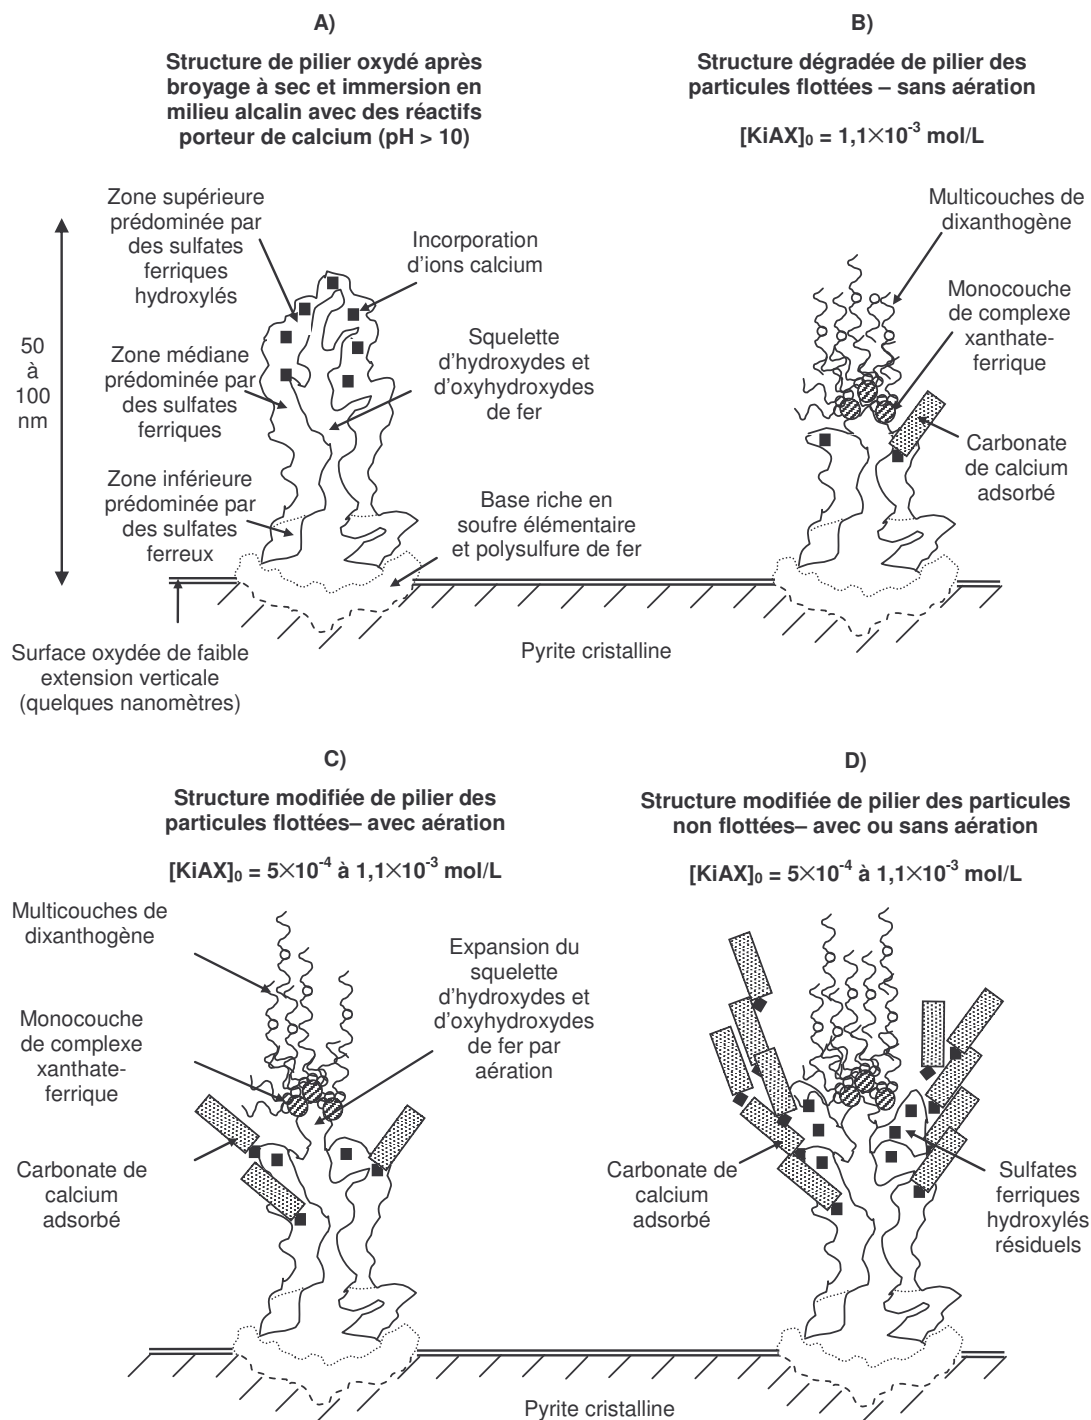 A)
Structure de pilier oxydé après
broyage à sec et immersion en
milieu alcalin avec des réactifs
porteur de calcium (pH > 10)
B)
Structure dégradée de pilier des
particules flottées – sans aération
[KiAX]₀ = 1,1×10⁻³ mol/L
Zone supérieure
prédominée par
des sulfates
ferriques
hydroxylés
Incorporation
d'ions calcium
50
à
100
nm
Zone médiane
prédominée par
des sulfates
ferriques
Squelette
d'hydroxydes et
d'oxyhydroxydes
de fer
Zone inférieure
prédominée par
des sulfates
ferreux
Base riche en
soufre élémentaire
et polysulfure de fer
Multicouches de
dixanthogène
Monocouche
de complexe
xanthate-
ferrique
Carbonate
de calcium
adsorbé
Surface oxydée de faible
extension verticale
(quelques nanomètres)
Pyrite cristalline
C)
Structure modifiée de pilier des
particules flottées– avec aération
[KiAX]₀ = 5×10⁻⁴ à 1,1×10⁻³ mol/L
D)
Structure modifiée de pilier des particules
non flottées– avec ou sans aération
[KiAX]₀ = 5×10⁻⁴ à 1,1×10⁻³ mol/L
Multicouches de
dixanthogène
Monocouche
de complexe
xanthate-
ferrique
Carbonate de
calcium
adsorbé
Expansion du
squelette
d'hydroxydes et
d'oxyhydroxydes
de fer par
aération
Carbonate de
calcium
adsorbé
Sulfates
ferriques
hydroxylés
résiduels
Pyrite cristalline